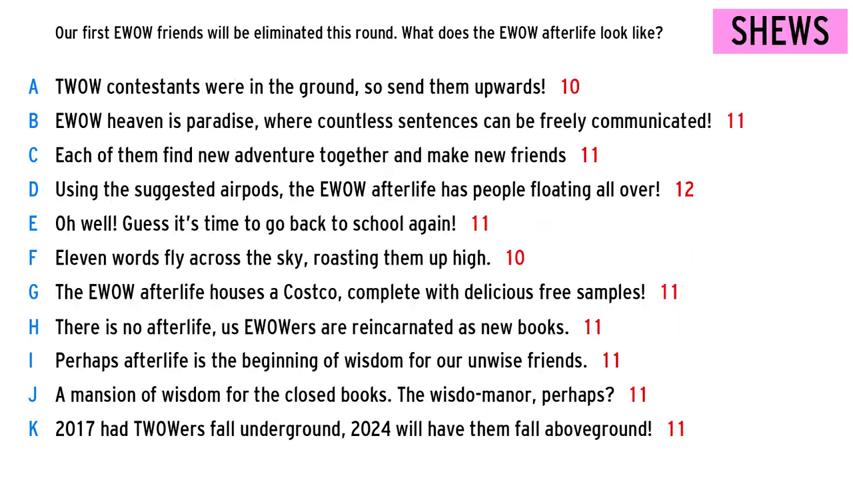 Our first EWOW friends will be eliminated this round. What does the EWOW afterlife look like?
SHEWS
A TWOW contestants were in the ground, so send them upwards! 10
B EWOW heaven is paradise, where countless sentences can be freely communicated! 11
C Each of them find new adventure together and make new friends 11
D Using the suggested airpods, the EWOW afterlife has people floating all over! 12
E Oh well! Guess it's time to go back to school again! 11
F Eleven words fly across the sky, roasting them up high. 10
G The EWOW afterlife houses a Costco, complete with delicious free samples! 11
H There is no afterlife, us EWOWers are reincarnated as new books. 11
I Perhaps afterlife is the beginning of wisdom for our unwise friends. 11
J A mansion of wisdom for the closed books. The wisdo-manor, perhaps? 11
K 2017 had TWOWers fall underground, 2024 will have them fall aboveground! 11